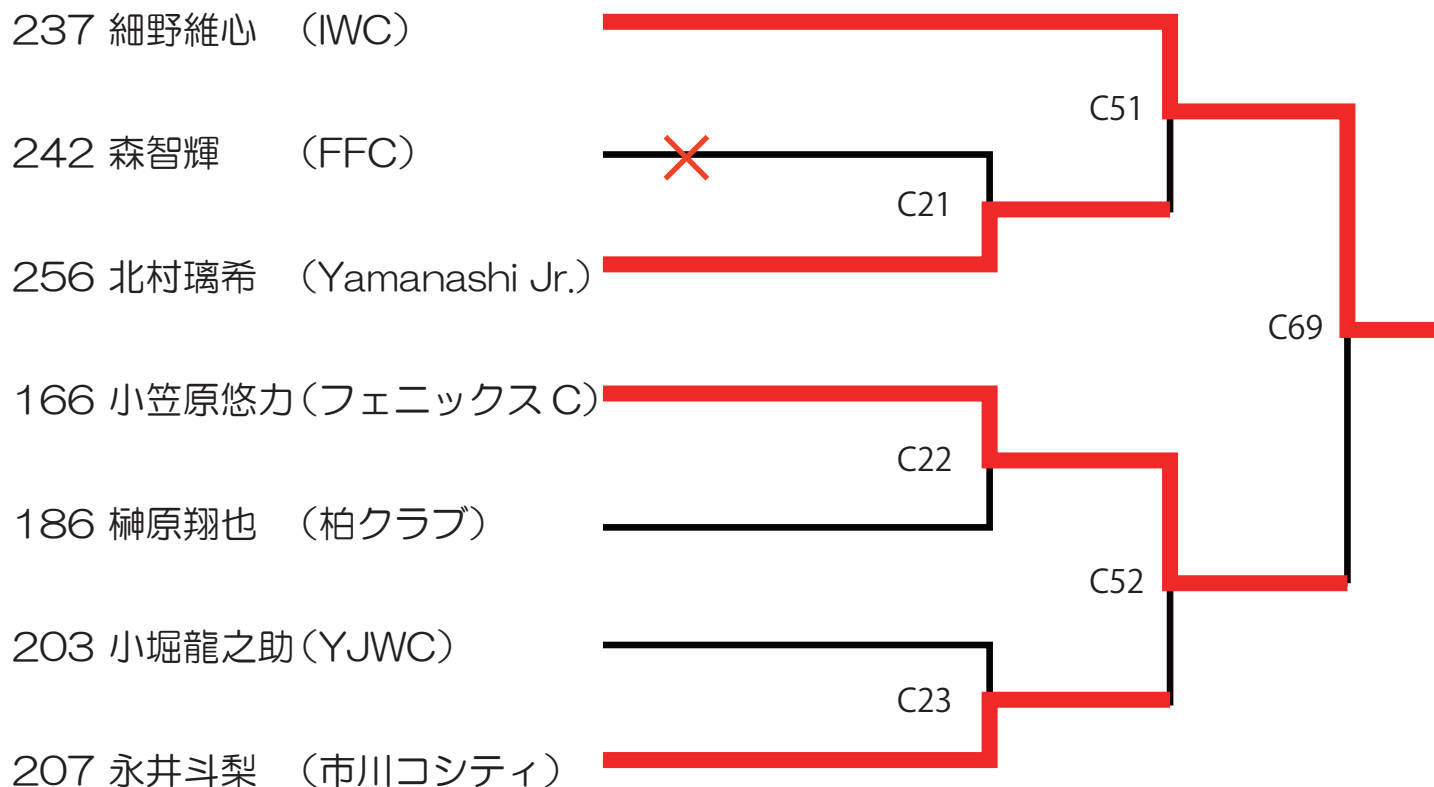 237 細野維心 （IWC）
C51
242 森智輝 （FFC）
C21
256 北村璃希 （Yamanashi Jr.）
C69
166 小笠原悠力（フェニックス C）
C22
186 榊原翔也 （柏クラブ）
C52
203 小堀龍之助（YJWC）
C23
207 永井斗梨 （市川コシティ）